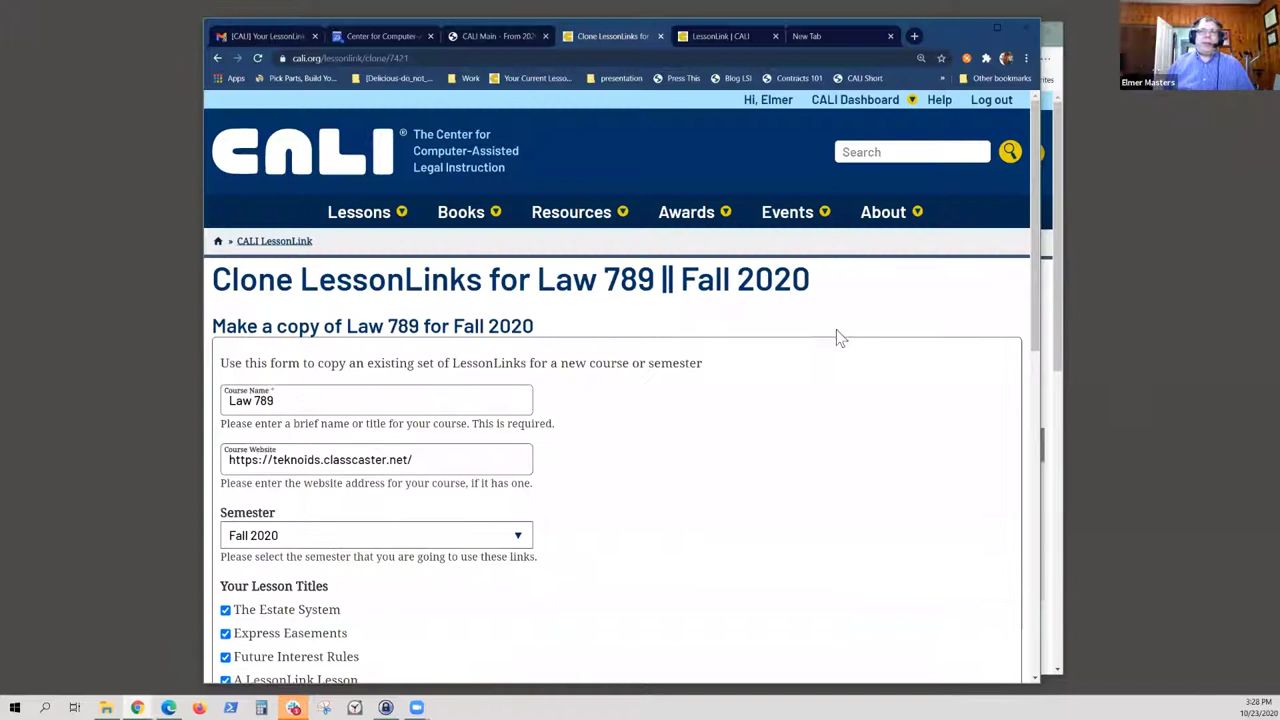 [CALI] Your LessonLin
Center for Computer-
CALI Main - From 202
Clone LessonLinks for
LessonLink | CALI
New Tab
cali.org/lessonlink/clone/7421
Apps
Pick Parts, Build Yo...
[Delicious-do_not_...
Work
Your Current Lesso...
presentation
Press This
Blog LSI
Contracts 101
CALI Short
»
Other bookmarks
Elmer Masters
Hi, Elmer
CALI Dashboard
Help
Log out
CALI®
The Center for
Computer-Assisted
Legal Instruction
Search
Lessons
Books
Resources
Awards
Events
About
» CALI LessonLink
Clone LessonLinks for Law 789 || Fall 2020
Make a copy of Law 789 for Fall 2020
Use this form to copy an existing set of LessonLinks for a new course or semester
Course Name *
Law 789
Please enter a brief name or title for your course. This is required.
Course Website
https://teknoids.classcaster.net/
Please enter the website address for your course, if it has one.
Semester
Fall 2020
Please select the semester that you are going to use these links.
Your Lesson Titles
The Estate System
Express Easements
Future Interest Rules
A LessonLink Lesson
3:28 PM
10/23/2020